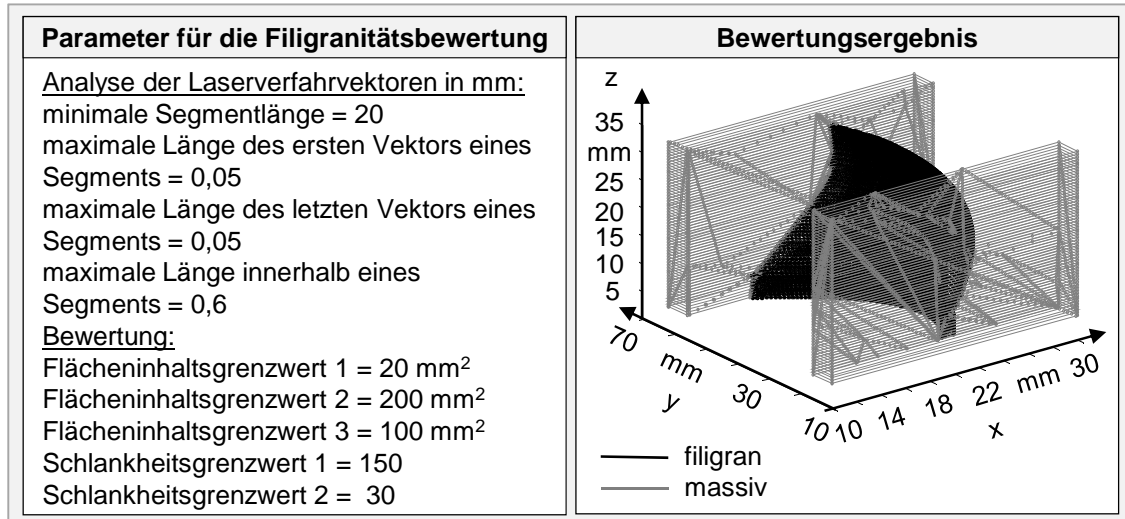 Parameter für die Filigranitätsbewertung
Analyse der Laserverfahrvektoren in mm:
minimale Segmentlänge = 20
maximale Länge des ersten Vektors eines
Segments = 0,05
maximale Länge des letzten Vektors eines
Segments = 0,05
maximale Länge innerhalb eines
Segments = 0,6
Bewertung:
Flächeninhaltsgrenzwert 1 = 20 mm²
Flächeninhaltsgrenzwert 2 = 200 mm²
Flächeninhaltsgrenzwert 3 = 100 mm²
Schlankheitsgrenzwert 1 = 150
Schlankheitsgrenzwert 2 = 30
Bewertungsergebnis
z
35
mm
25
20
15
10
5
70 mm 30 10
y
10 14 18 22 mm 30
x
filigran
massiv